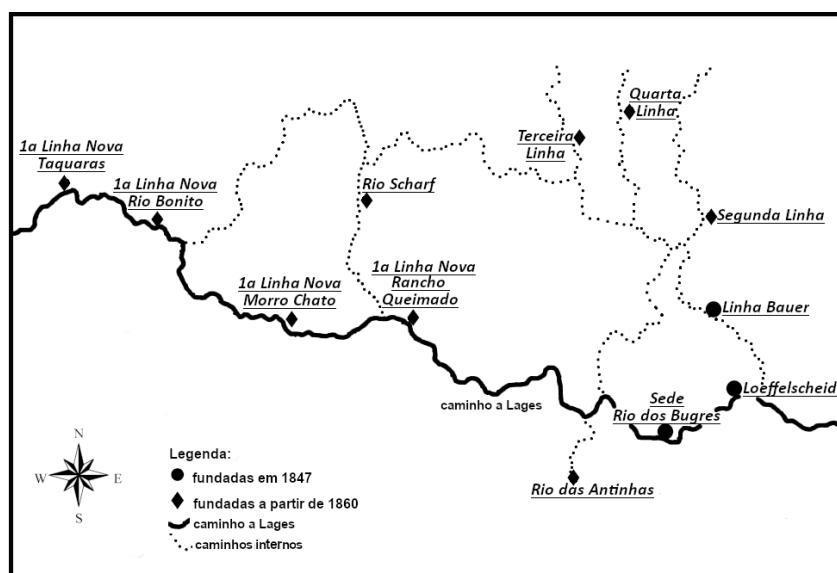 Quarta
Linha
Terceira
Linha
1a Linha Nova
Taquaras
1a Linha Nova
Rio Bonito
Rio Scharf
Segunda Linha
1a Linha Nova
Morro Chato
1a Linha Nova
Rancho
Queimado
Linha Bauer
Loeffelscheid
Sede
Rio dos Bugres
caminho a Lages
Rio das Antinhas
N
W
E
S
Legenda:
fundadas em 1847
fundadas a partir de 1860
caminho a Lages
caminhos internos